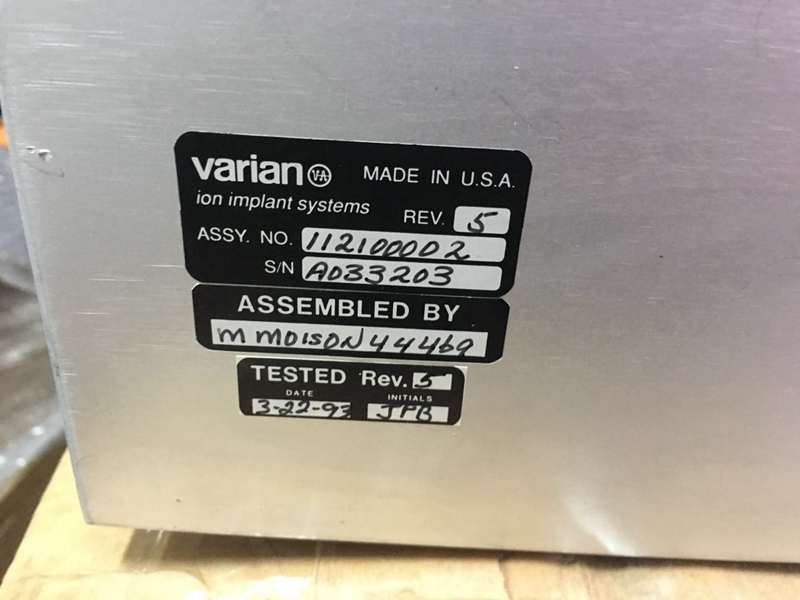 varian VA MADE IN U.S.A.
ion implant systems REV. 5
ASSY. NO. 112100002
S/N A033203
ASSEMBLED BY
M MOISON 44469
TESTED Rev. 5
DATE INITIALS
3-22-93 JPB